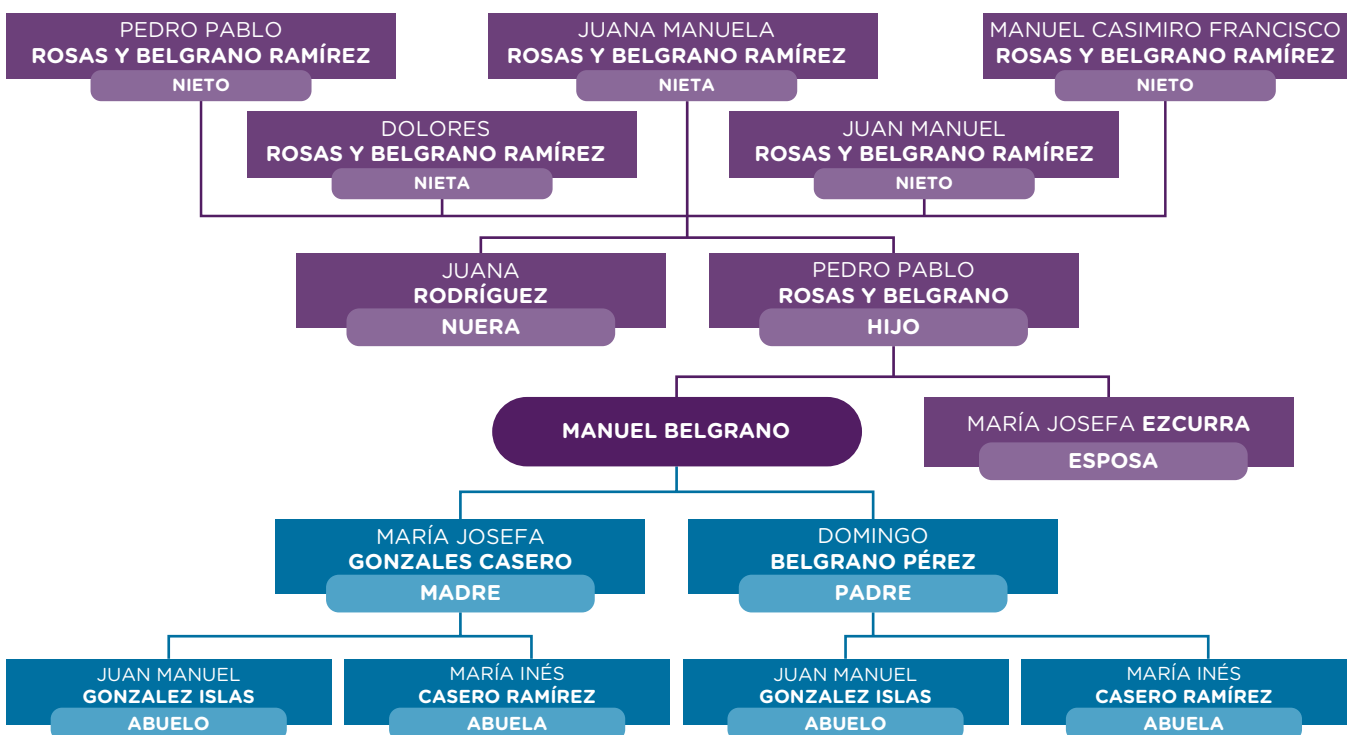 PEDRO PABLO
ROSAS Y BELGRANO RAMÍREZ
NIETO
JUANA MANUELA
ROSAS Y BELGRANO RAMÍREZ
NIETA
MANUEL CASIMIRO FRANCISCO
ROSAS Y BELGRANO RAMÍREZ
NIETO
DOLORES
ROSAS Y BELGRANO RAMÍREZ
NIETA
JUAN MANUEL
ROSAS Y BELGRANO RAMÍREZ
NIETO
JUANA
RODRÍGUEZ
NUERA
PEDRO PABLO
ROSAS Y BELGRANO
HIJO
MANUEL BELGRANO
MARÍA JOSEFA EZCURRA
ESPOSA
MARÍA JOSEFA
GONZALES CASERO
MADRE
DOMINGO
BELGRANO PÉREZ
PADRE
JUAN MANUEL
GONZALEZ ISLAS
ABUELO
MARÍA INÉS
CASERO RAMÍREZ
ABUELA
JUAN MANUEL
GONZALEZ ISLAS
ABUELO
MARÍA INÉS
CASERO RAMÍREZ
ABUELA